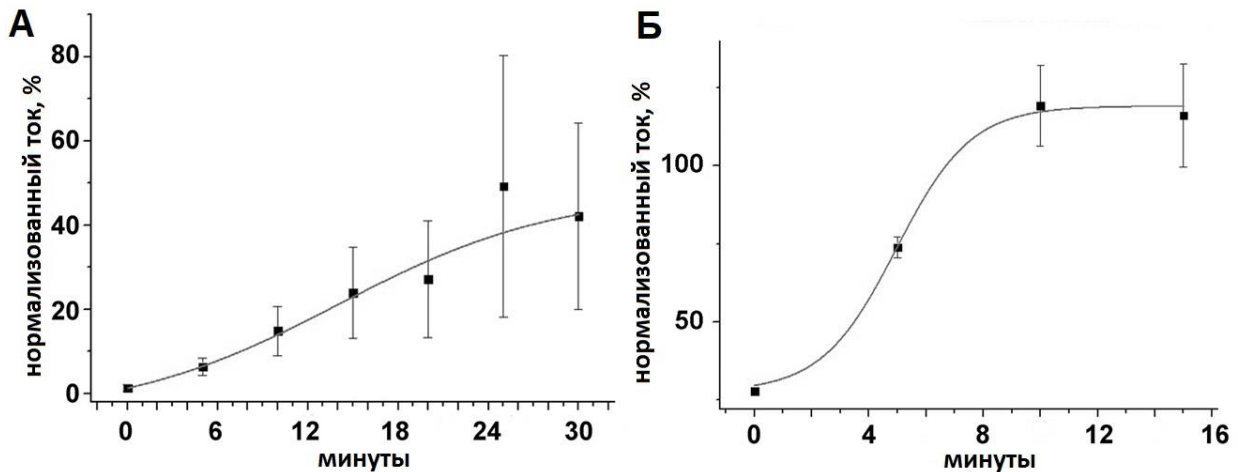 А
нормализованный ток, %
80
60
40
20
0
0 6 12 18 24 30
минуты
Б
нормализованный ток, %
100
50
0 4 8 12 16
минуты